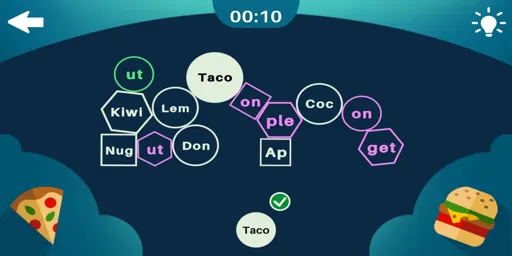 00:10
ut
Taco
Kiwi
Lem
on
ple
Coc
on
Nug
ut
Don
Ap
get
Taco